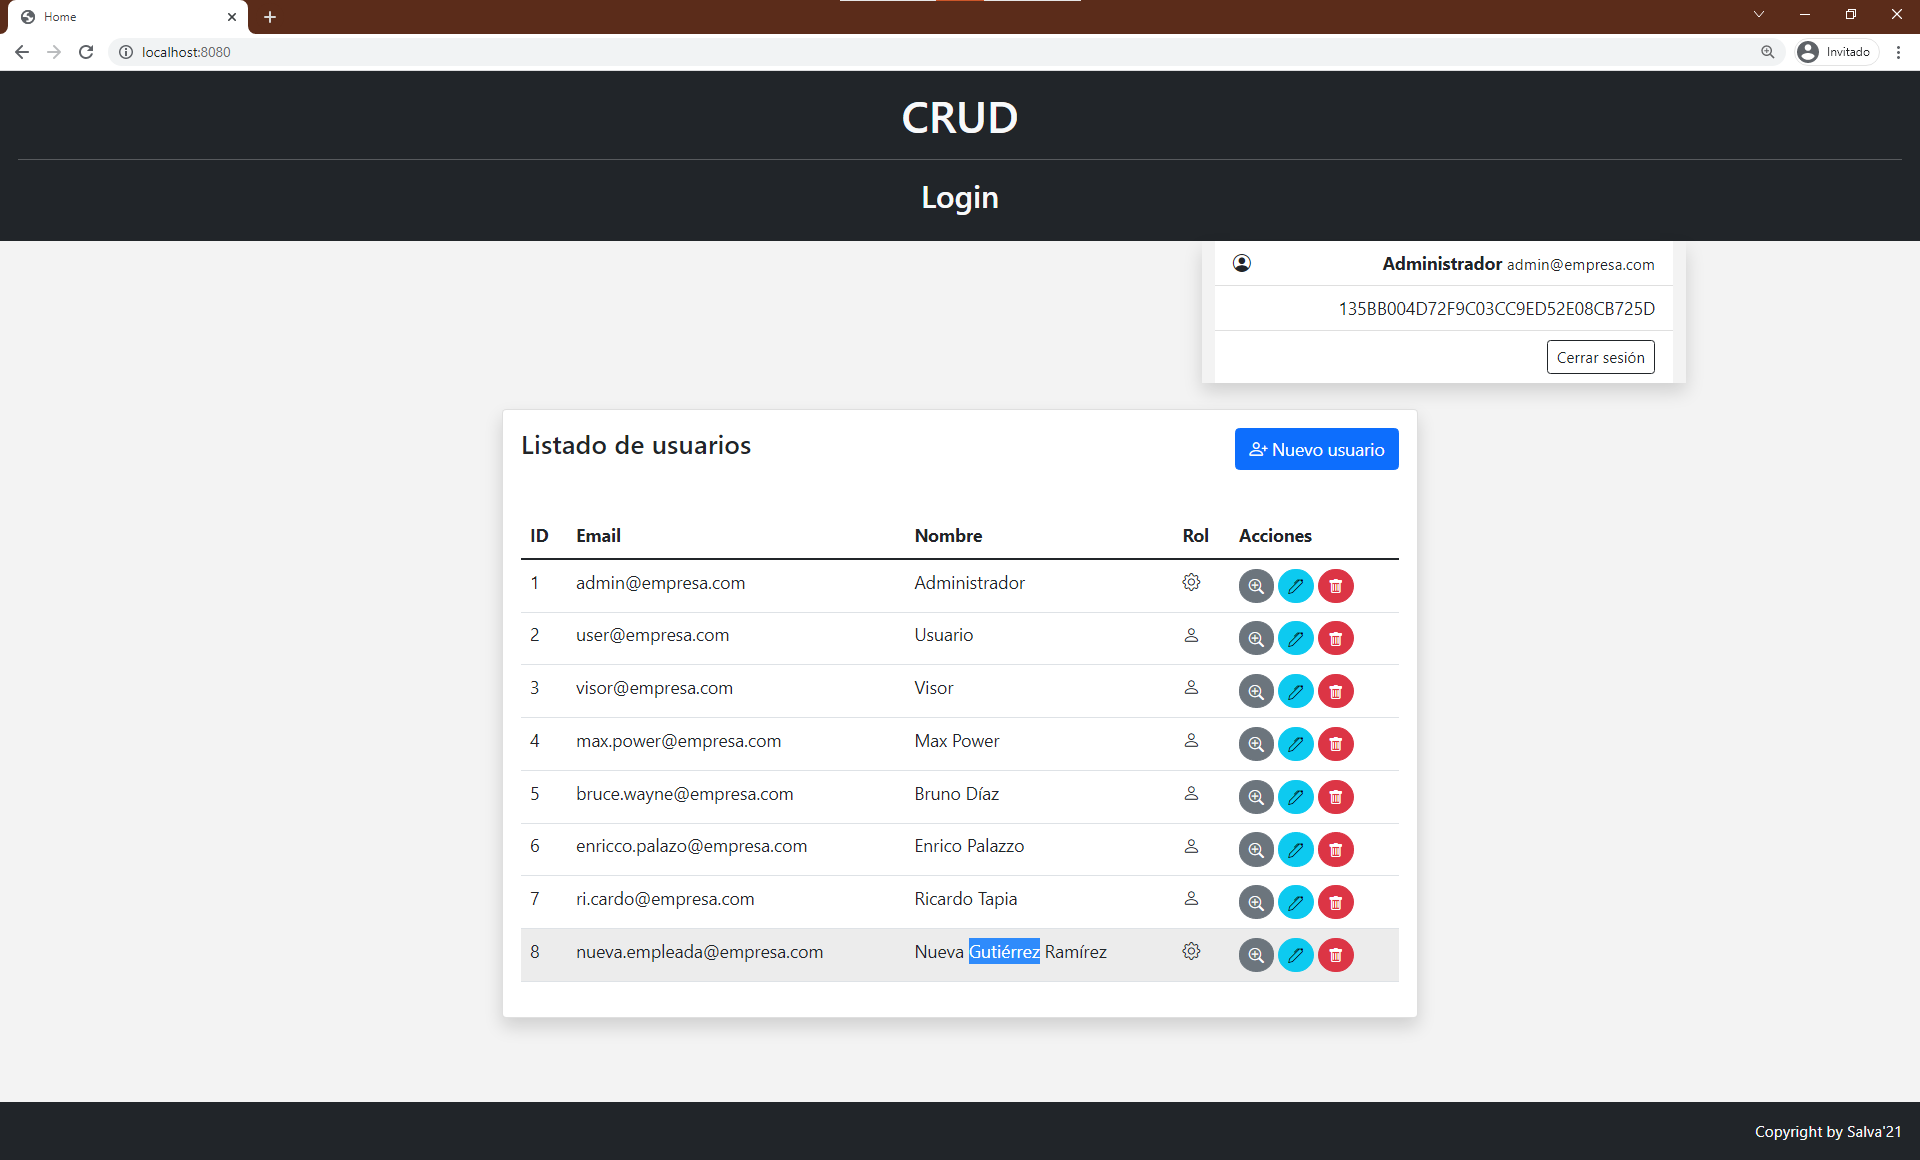 Home
localhost:8080
Invitado
CRUD
Login
Administrador admin@empresa.com
135BB004D72F9C03CC9ED52E08CB725D
Cerrar sesión
Listado de usuarios
Nuevo usuario
ID Email Nombre Rol Acciones
1 admin@empresa.com Administrador
2 user@empresa.com Usuario
3 visor@empresa.com Visor
4 max.power@empresa.com Max Power
5 bruce.wayne@empresa.com Bruno Díaz
6 enricco.palazo@empresa.com Enrico Palazzo
7 ri.cardo@empresa.com Ricardo Tapia
8 nueva.empleada@empresa.com Nueva Gutiérrez Ramírez
Copyright by Salva'21